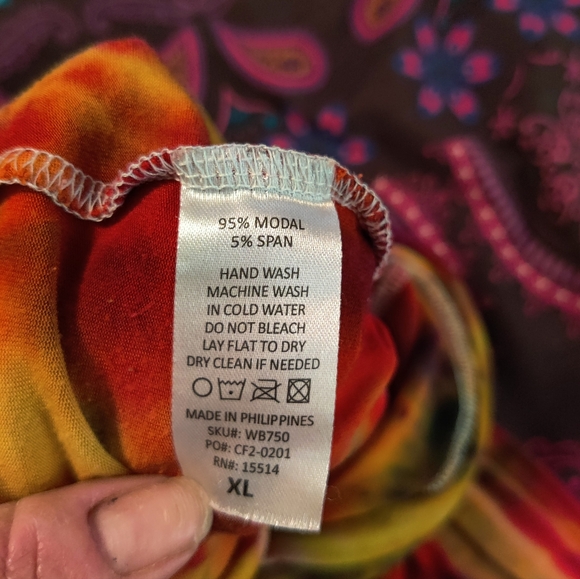 95% MODAL
5% SPAN
HAND WASH
MACHINE WASH
IN COLD WATER
DO NOT BLEACH
LAY FLAT TO DRY
DRY CLEAN IF NEEDED
MADE IN PHILIPPINES
SKU#: WB750
PO#: CF2-0201
RN#: 15514
XL